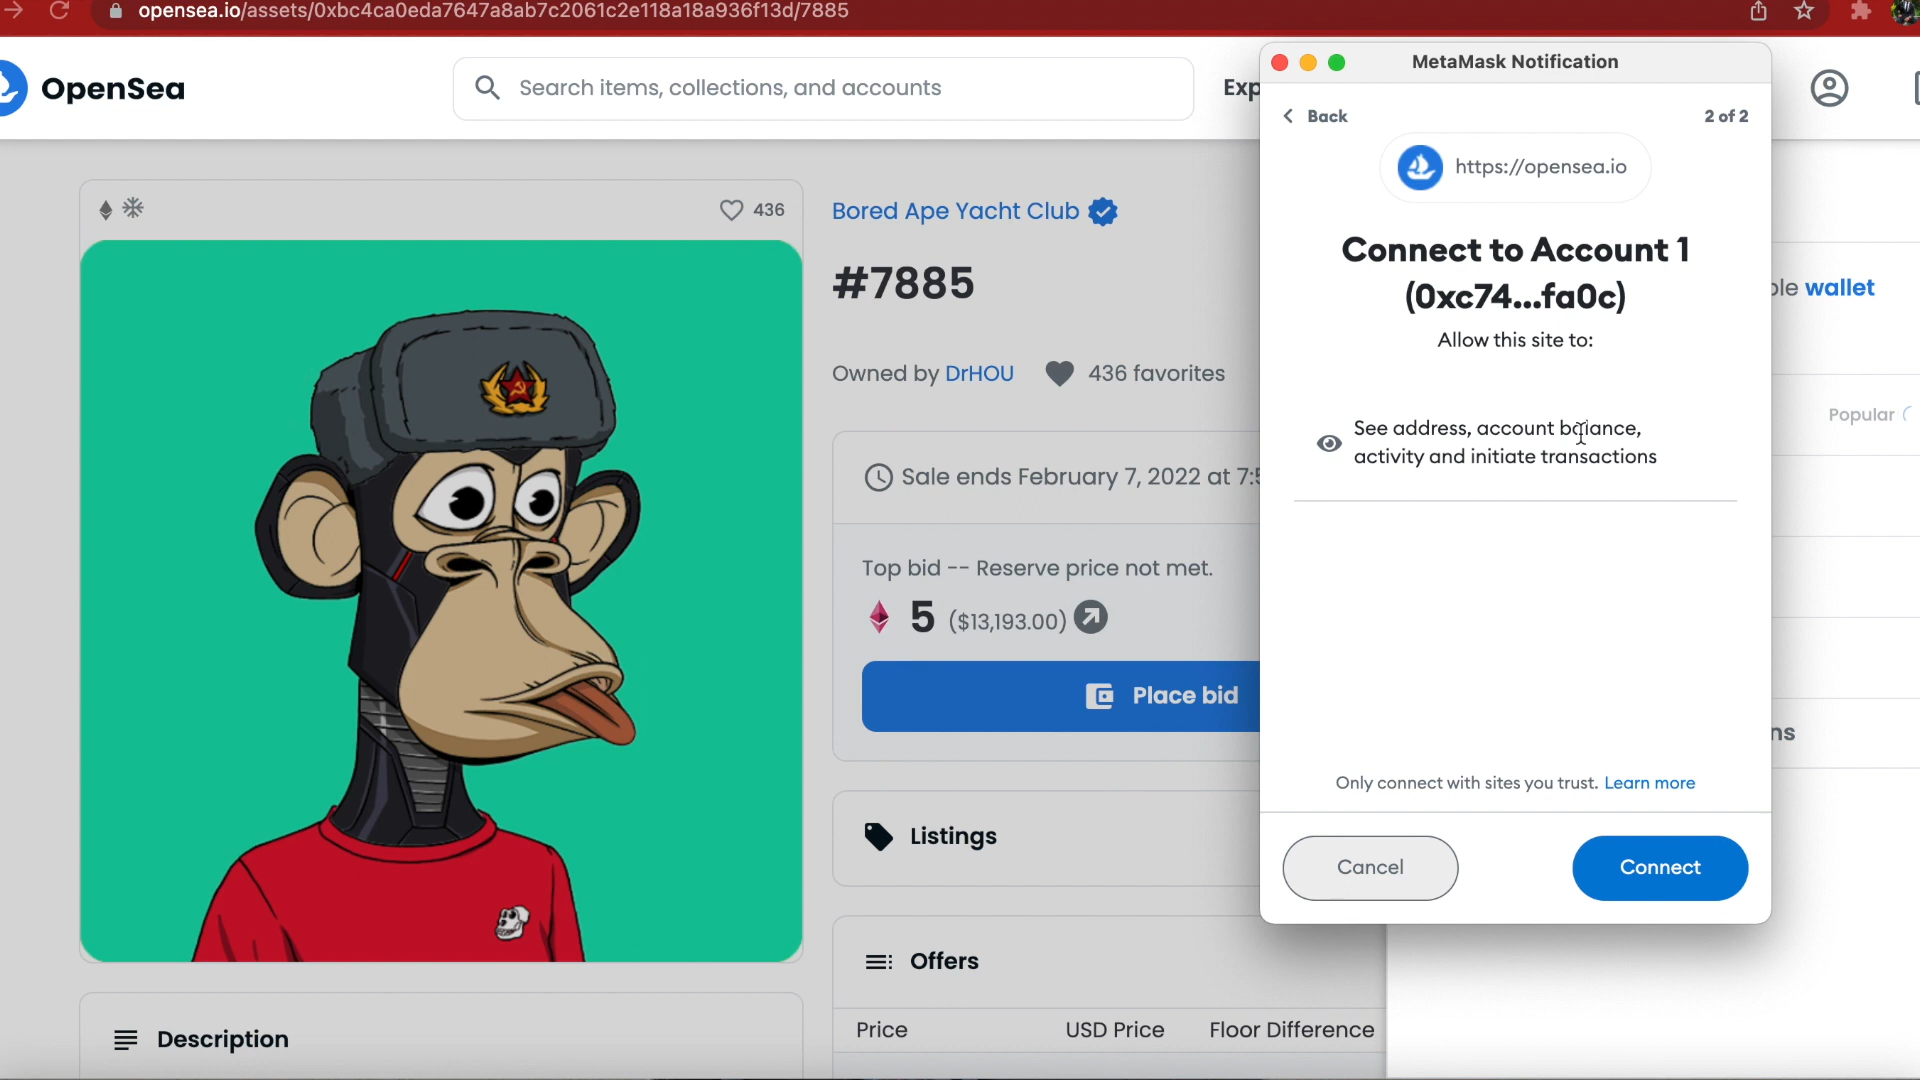 opensea.io/assets/0xbc4ca0eda7647a8ab7c2061c2e118a18a936f13d/7885
OpenSea
Search items, collections, and accounts
Exp
MetaMask Notification
Back
2 of 2
https://opensea.io
Connect to Account 1
(0xc74...fa0c)
Allow this site to:
See address, account balance,
activity and initiate transactions
Only connect with sites you trust. Learn more
Cancel
Connect
436
Bored Ape Yacht Club
#7885
Owned by DrHOU
436 favorites
Sale ends February 7, 2022 at 7:5
Top bid -- Reserve price not met.
5 ($13,193.00)
Place bid
Listings
Offers
Price
USD Price
Floor Difference
Description
ble wallet
Popular
ns